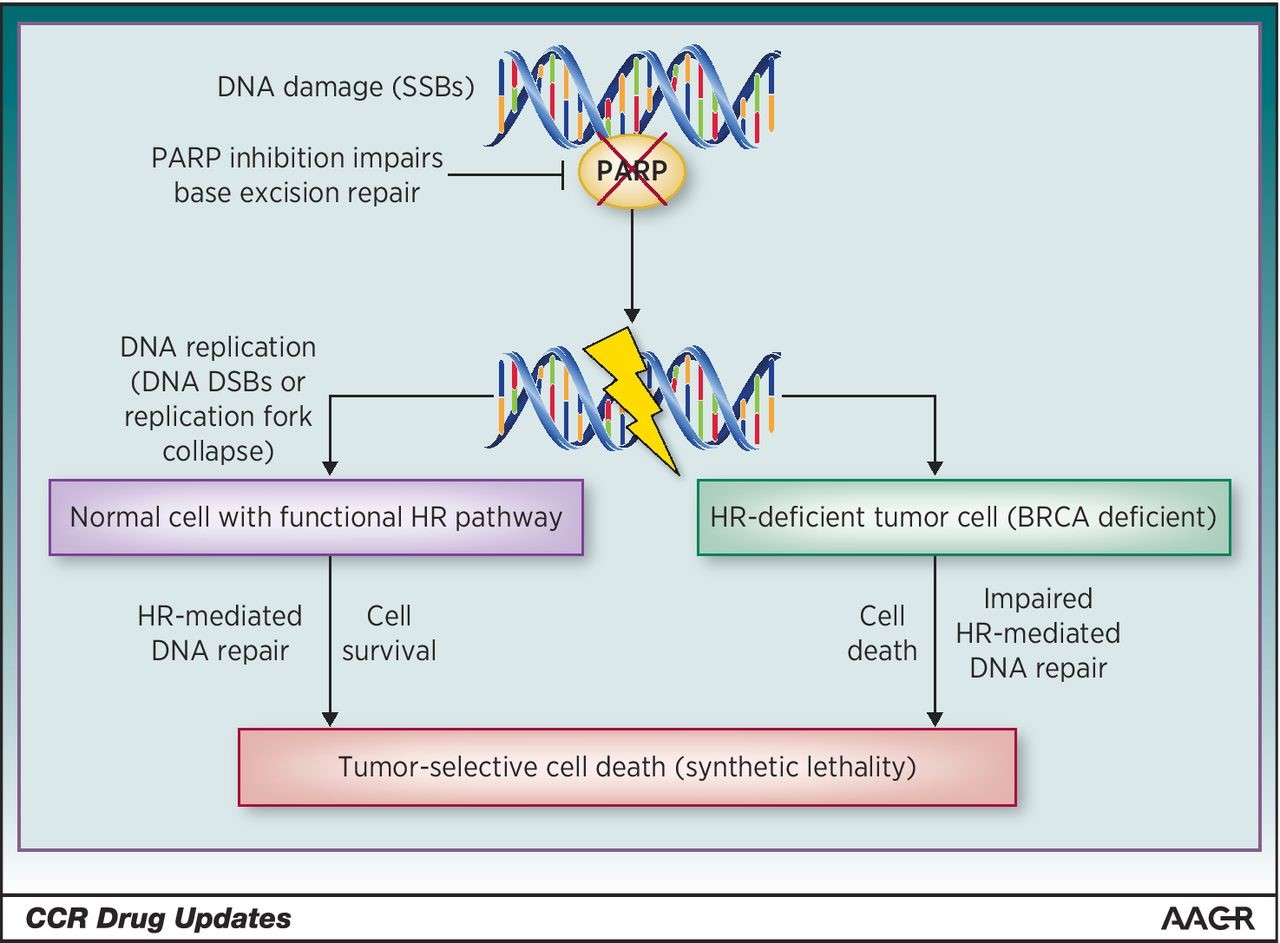 DNA damage (SSBs)
PARP inhibition impairs
base excision repair
PARP
DNA replication
(DNA DSBs or
replication fork
collapse)
Normal cell with functional HR pathway
HR-deficient tumor cell (BRCA deficient)
HR-mediated
DNA repair
Cell
survival
Cell
death
Impaired
HR-mediated
DNA repair
Tumor-selective cell death (synthetic lethality)
CCR Drug Updates
AACR